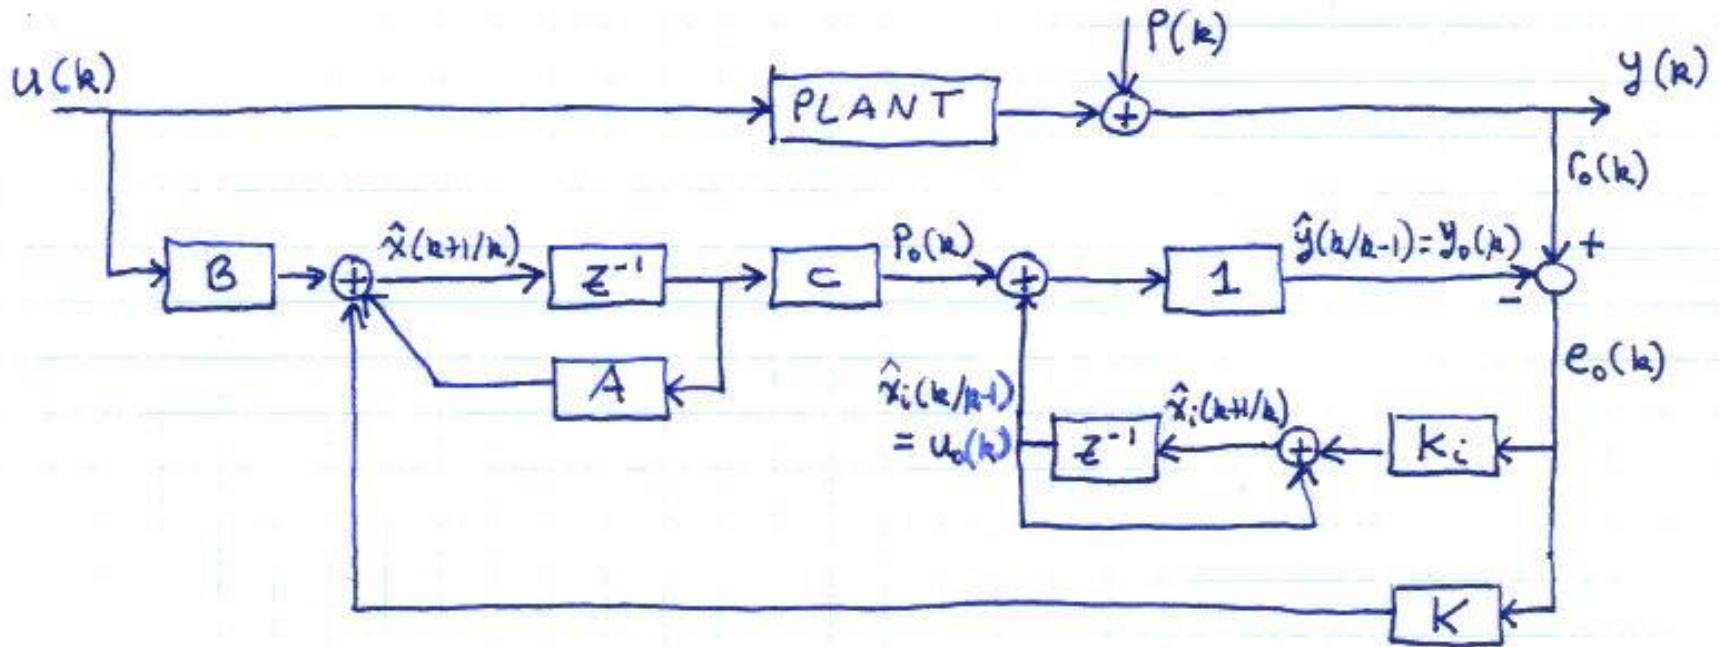 u(k)
PLANT
+
P(k)
y(k)
r₀(k)
B
+
x̂(k+1/k)
z⁻¹
C
P₀(k)
+
1
ŷ(k/k-1)=y₀(k)
+
-
A
e₀(k)
x̂ᵢ(k/k-1)
= u₀(k)
z⁻¹
x̂ᵢ(k+1/k)
+
Kᵢ
K